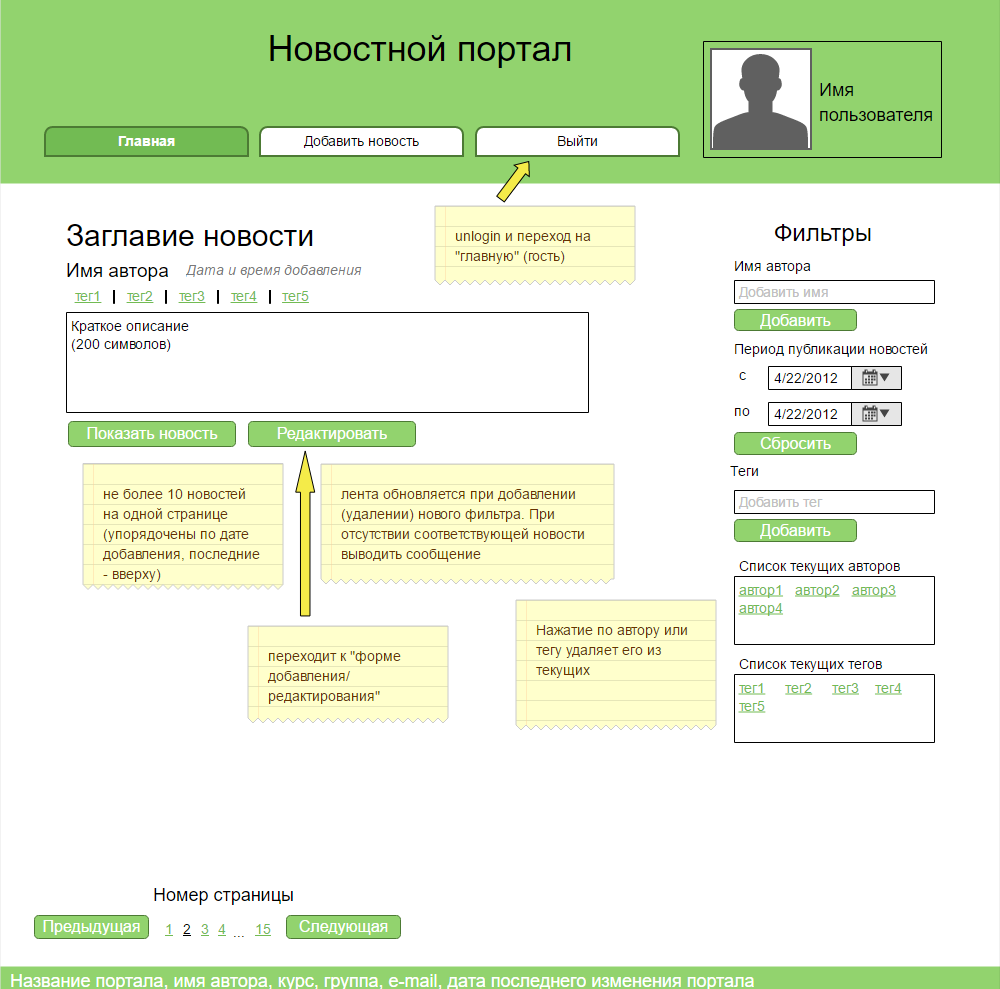 Новостной портал
Имя
пользователя
Главная
Добавить новость
Выйти
unlogin и переход на
"главную" (гость)
Заглавие новости
Имя автора Дата и время добавления
тег1 | тег2 | тег3 | тег4 | тег5
Краткое описание
(200 символов)
Показать новость
Редактировать
не более 10 новостей
на одной странице
(упорядочены по дате
добавления, последние
- вверху)
лента обновляется при добавлении
(удалении) нового фильтра. При
отсутствии соответствующей новости
выводить сообщение
переходит к "форме
добавления/
редактирования"
Нажатие по автору или
тегу удаляет его из
текущих
Фильтры
Имя автора
Добавить имя
Добавить
Период публикации новостей
с 4/22/2012
по 4/22/2012
Сбросить
Теги
Добавить тег
Добавить
Список текущих авторов
автор1 автор2 автор3
автор4
Список текущих тегов
тег1 тег2 тег3 тег4
тег5
Номер страницы
Предыдущая 1 2 3 4 ... 15 Следующая
Название портала, имя автора, курс, группа, e-mail, дата последнего изменения портала